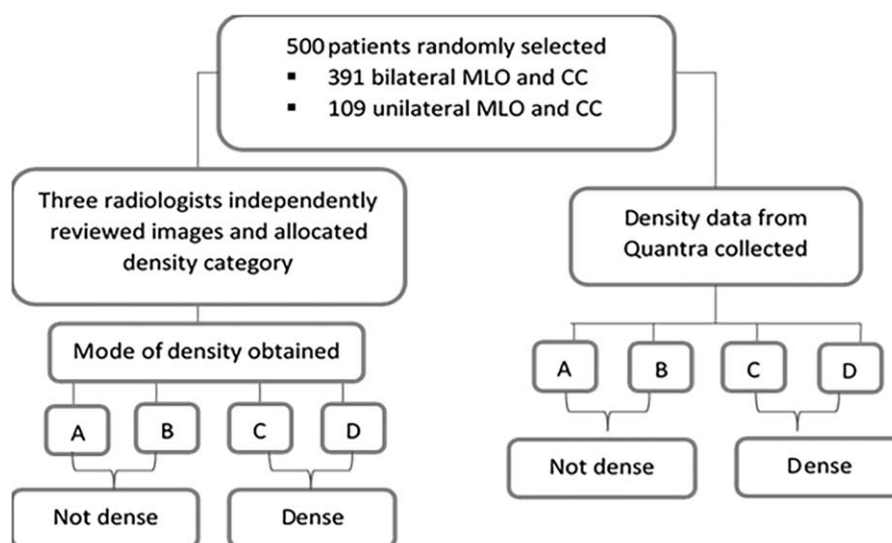 500 patients randomly selected
▪ 391 bilateral MLO and CC
▪ 109 unilateral MLO and CC
Three radiologists independently
reviewed images and allocated
density category
Density data from
Quantra collected
Mode of density obtained
A B C D
A B C D
Not dense Dense
Not dense Dense